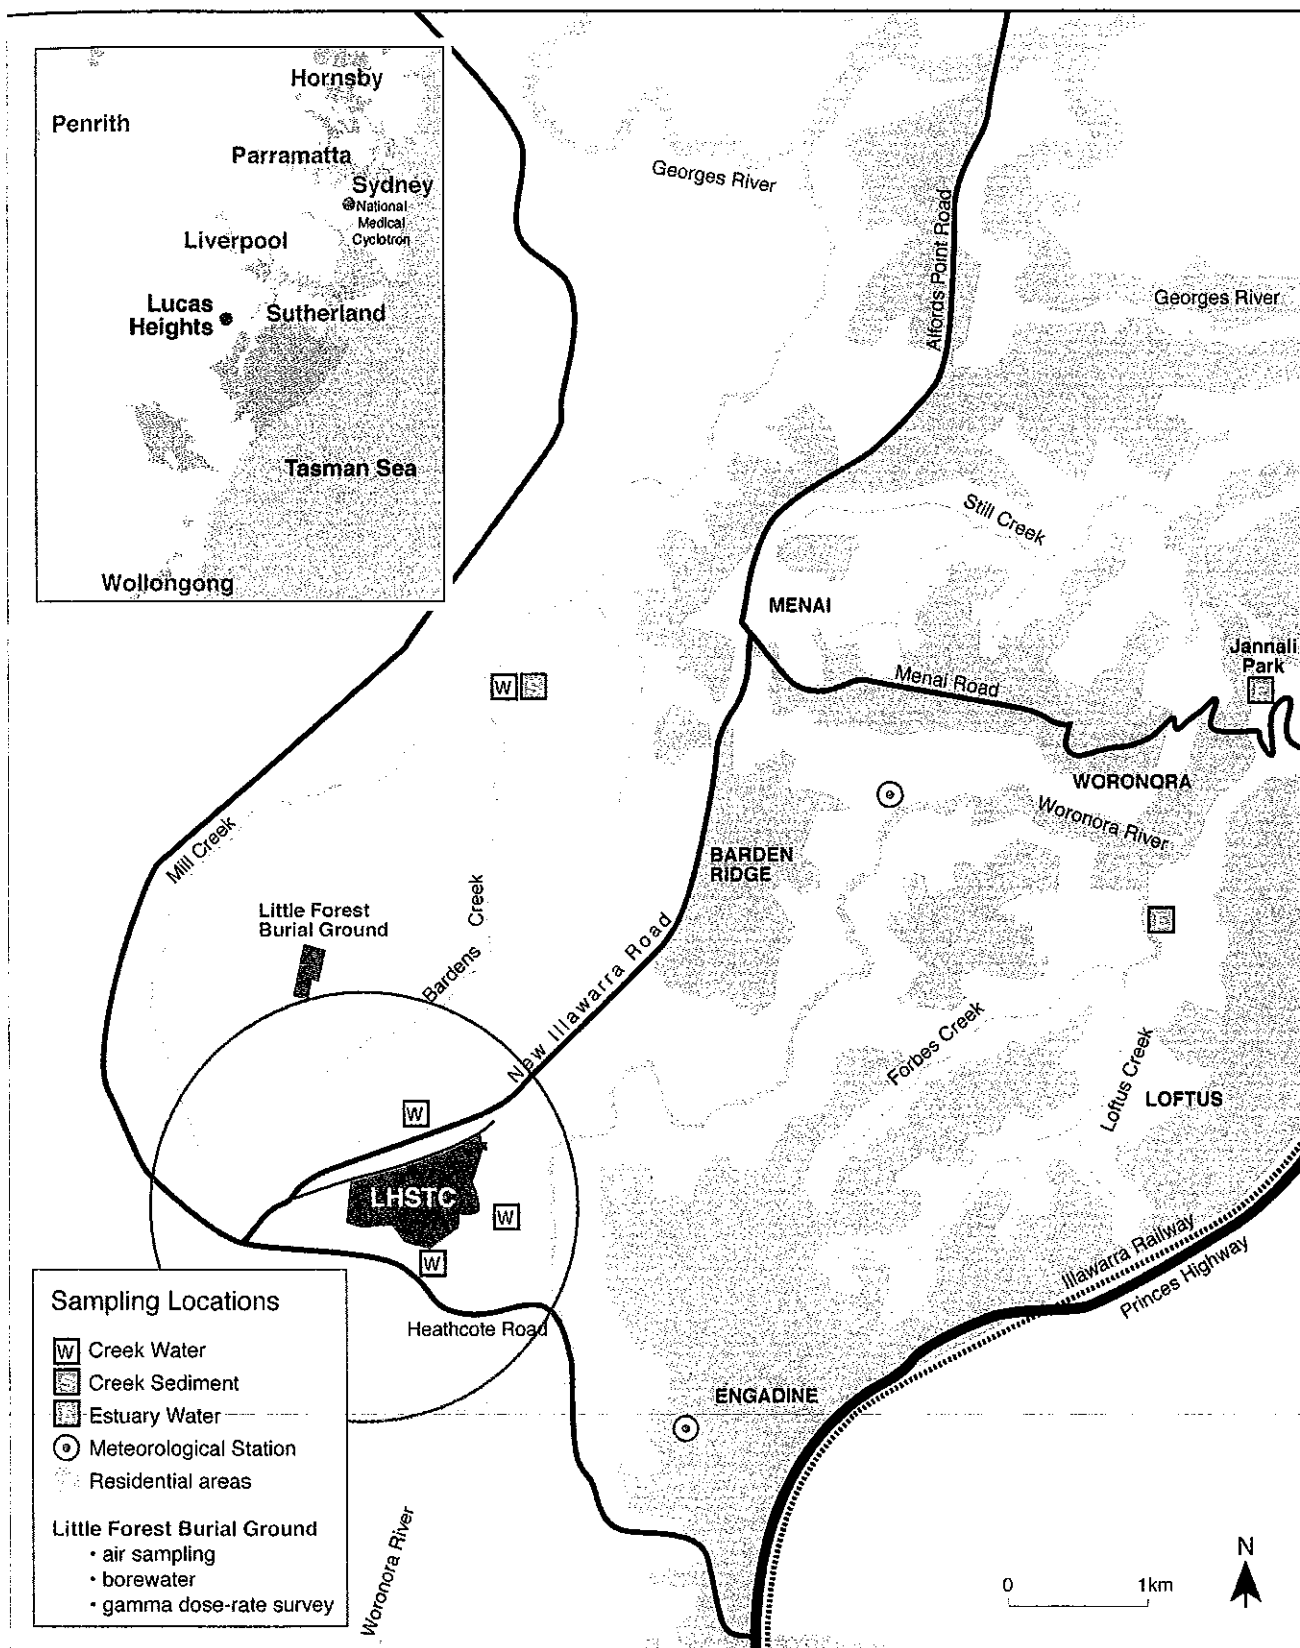 Hornsby
Penrith
Parramatta
Sydney
National
Medical
Cyclotron
Liverpool
Lucas
Heights
Sutherland
Tasman Sea
Wollongong
Georges River
Alfords Point Road
Georges River
Still Creek
MENAI
Jannali
Park
Menai Road
W
WORONORA
Woronora River
Mill Creek
BARDEN
RIDGE
Little Forest
Burial Ground
Bardens Creek
New Illawarra Road
Forbes Creek
Loftus Creek
LOFTUS
W
LHSTC
W
W
Illawarra Railway
Princes Highway
Heathcote Road
ENGADINE
Woronora River
Sampling Locations
W Creek Water
S Creek Sediment
Estuary Water
Meteorological Station
Residential areas
Little Forest Burial Ground
• air sampling
• borewater
• gamma dose-rate survey
N
0 1km